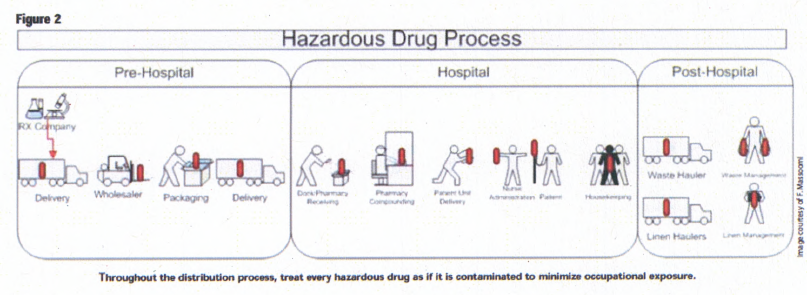 Figure 2
Hazardous Drug Process
Pre-Hospital
Hospital
Post-Hospital
RX Company
Delivery
Wholesaler
Packaging
Delivery
Dock/Pharmacy
Receiving
Pharmacy
Compounding
Patient Unit
Delivery
Nurse
Administration Patient
Housekeeping
Waste Hauler
Waste Management
Linen Haulers
Linen Management
Image courtesy of F. Massoomi
Throughout the distribution process, treat every hazardous drug as if it is contaminated to minimize occupational exposure.